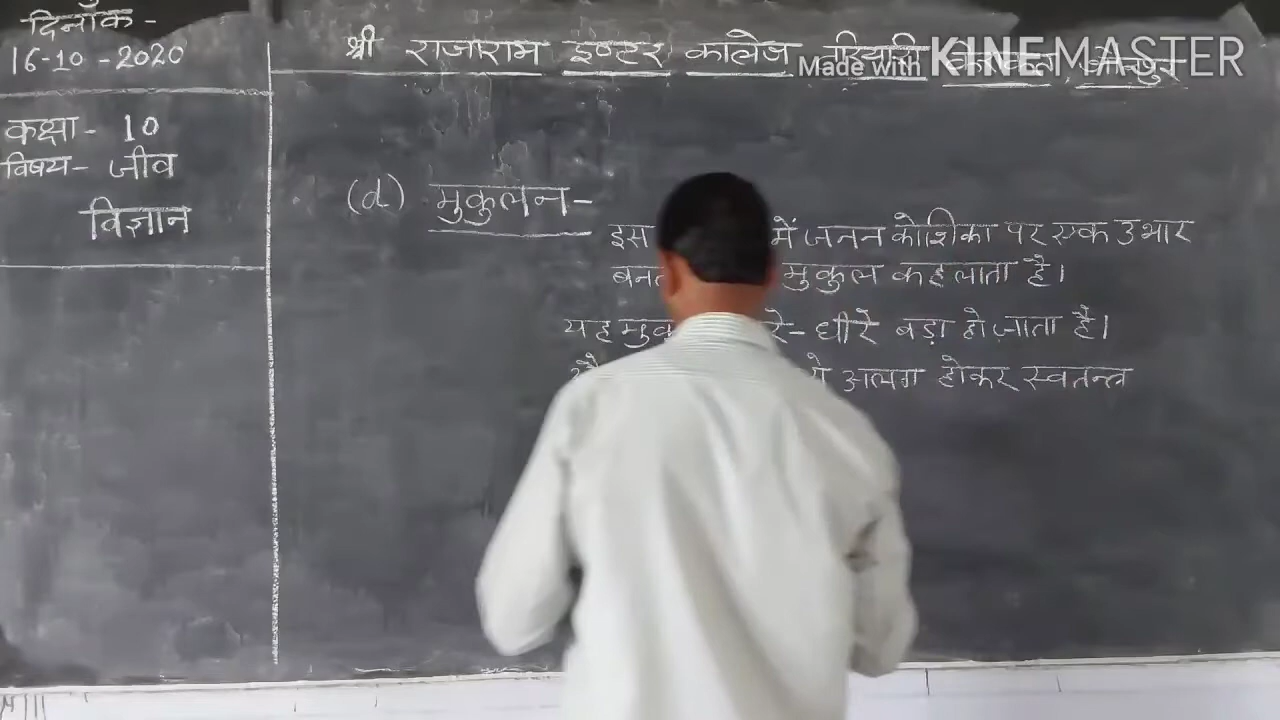 दिनाँक-
16-10-2020
श्री राजाराम इण्टर कालेज
Made with KINEMASTER
कक्षा- 10
विषय- जीव
विज्ञान
(d) मुकुलन-
इस में जनन कोशिका पर एक उभार
मुकुल कहलाता है।
यह धीरे बड़ा हो जाता है।
अलग होकर स्वतन्त्र